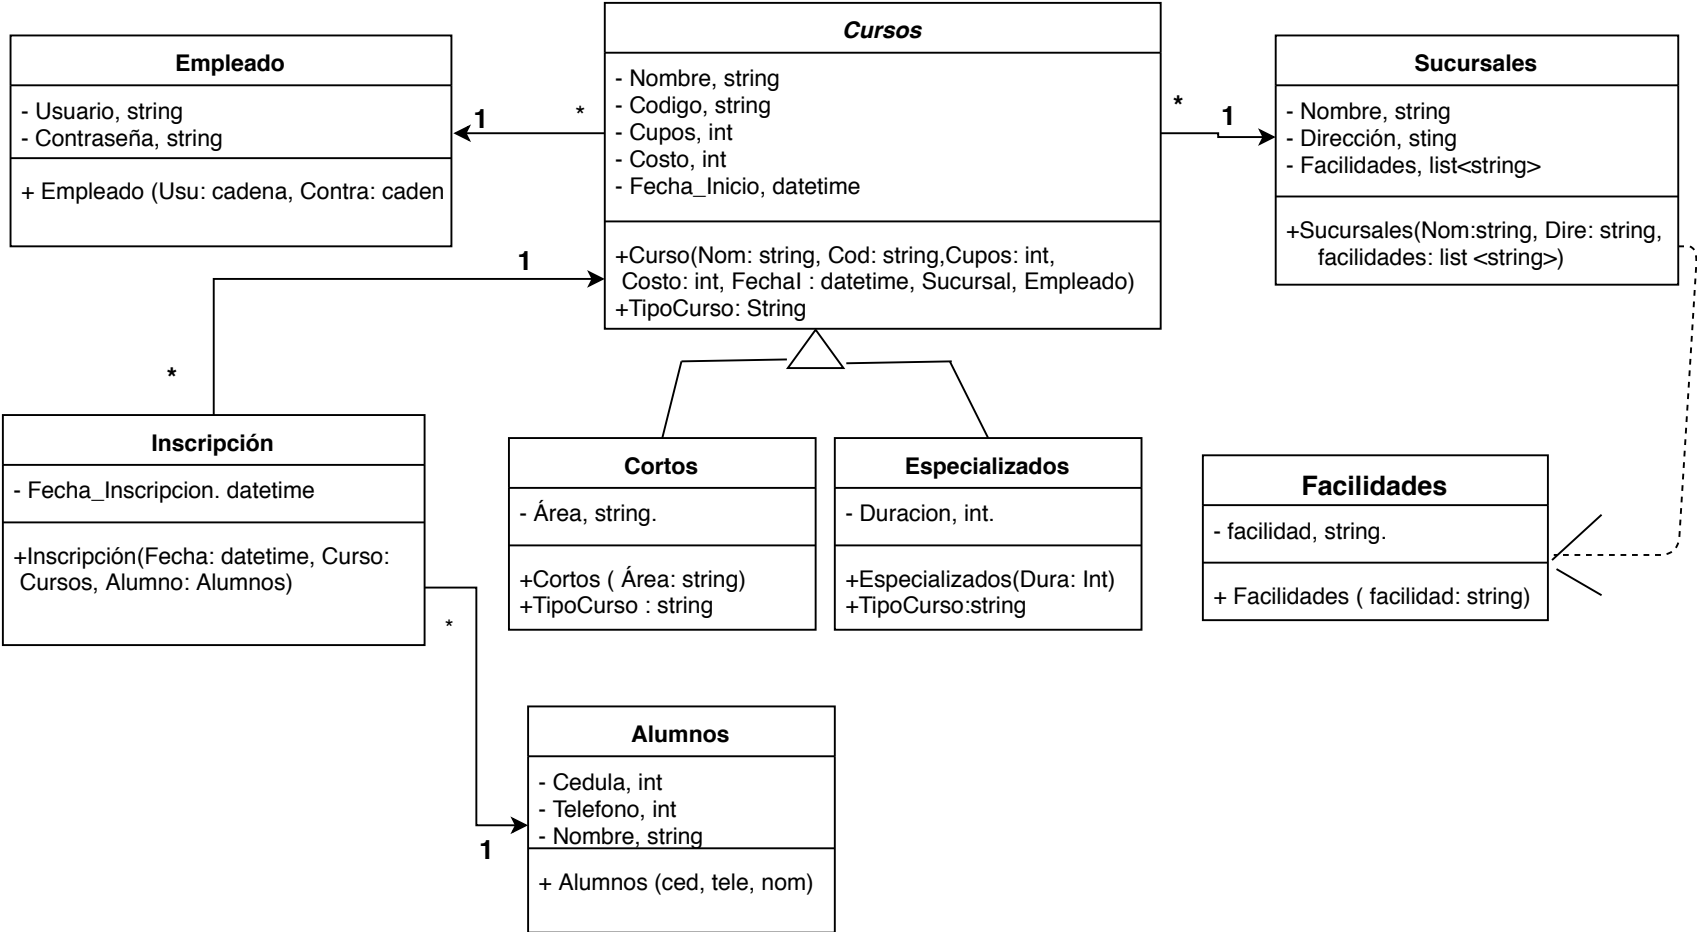 Cursos
- Nombre, string
- Codigo, string
- Cupos, int
- Costo, int
- Fecha_Inicio, datetime
+Curso(Nom: string, Cod: string,Cupos: int,
Costo: int, FechaI : datetime, Sucursal, Empleado)
+TipoCurso: String
Empleado
- Usuario, string
- Contraseña, string
+ Empleado (Usu: cadena, Contra: caden
1
*
Sucursales
- Nombre, string
- Dirección, sting
- Facilidades, list<string>
+Sucursales(Nom:string, Dire: string,
facilidades: list <string>)
*
1
1
*
Inscripción
- Fecha_Inscripcion. datetime
+Inscripción(Fecha: datetime, Curso:
Cursos, Alumno: Alumnos)
Cortos
- Área, string.
+Cortos ( Área: string)
+TipoCurso : string
Especializados
- Duracion, int.
+Especializados(Dura: Int)
+TipoCurso:string
Facilidades
- facilidad, string.
+ Facilidades ( facilidad: string)
*
1
Alumnos
- Cedula, int
- Telefono, int
- Nombre, string
+ Alumnos (ced, tele, nom)